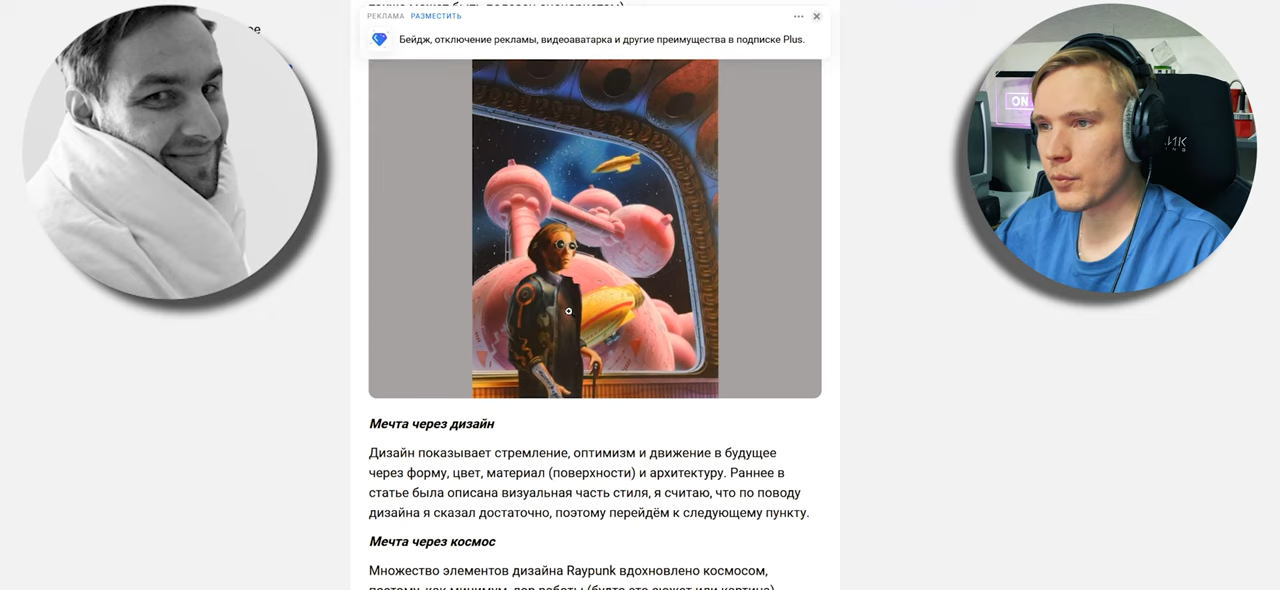 РЕКЛАМА РАЗМЕСТИТЬ
Бейдж, отключение рекламы, видеоаватарка и другие преимущества в подписке Plus.
ON
Мечта через дизайн
Дизайн показывает стремление, оптимизм и движение в будущее
через форму, цвет, материал (поверхности) и архитектуру. Раннее в
статье была описана визуальная часть стиля, я считаю, что по поводу
дизайна я сказал достаточно, поэтому перейдём к следующему пункту.
Мечта через космос
Множество элементов дизайна Raypunk вдохновлено космосом,